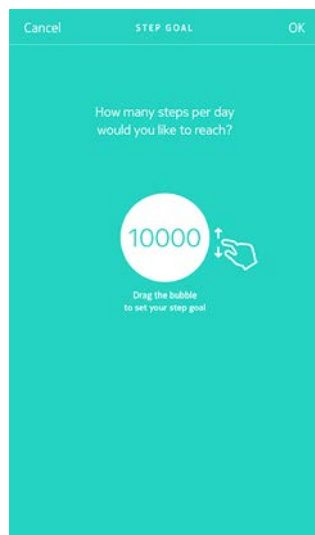 Cancel STEP GOAL OK
How many steps per day
would you like to reach?
10000
Drag the bubble
to set your step goal